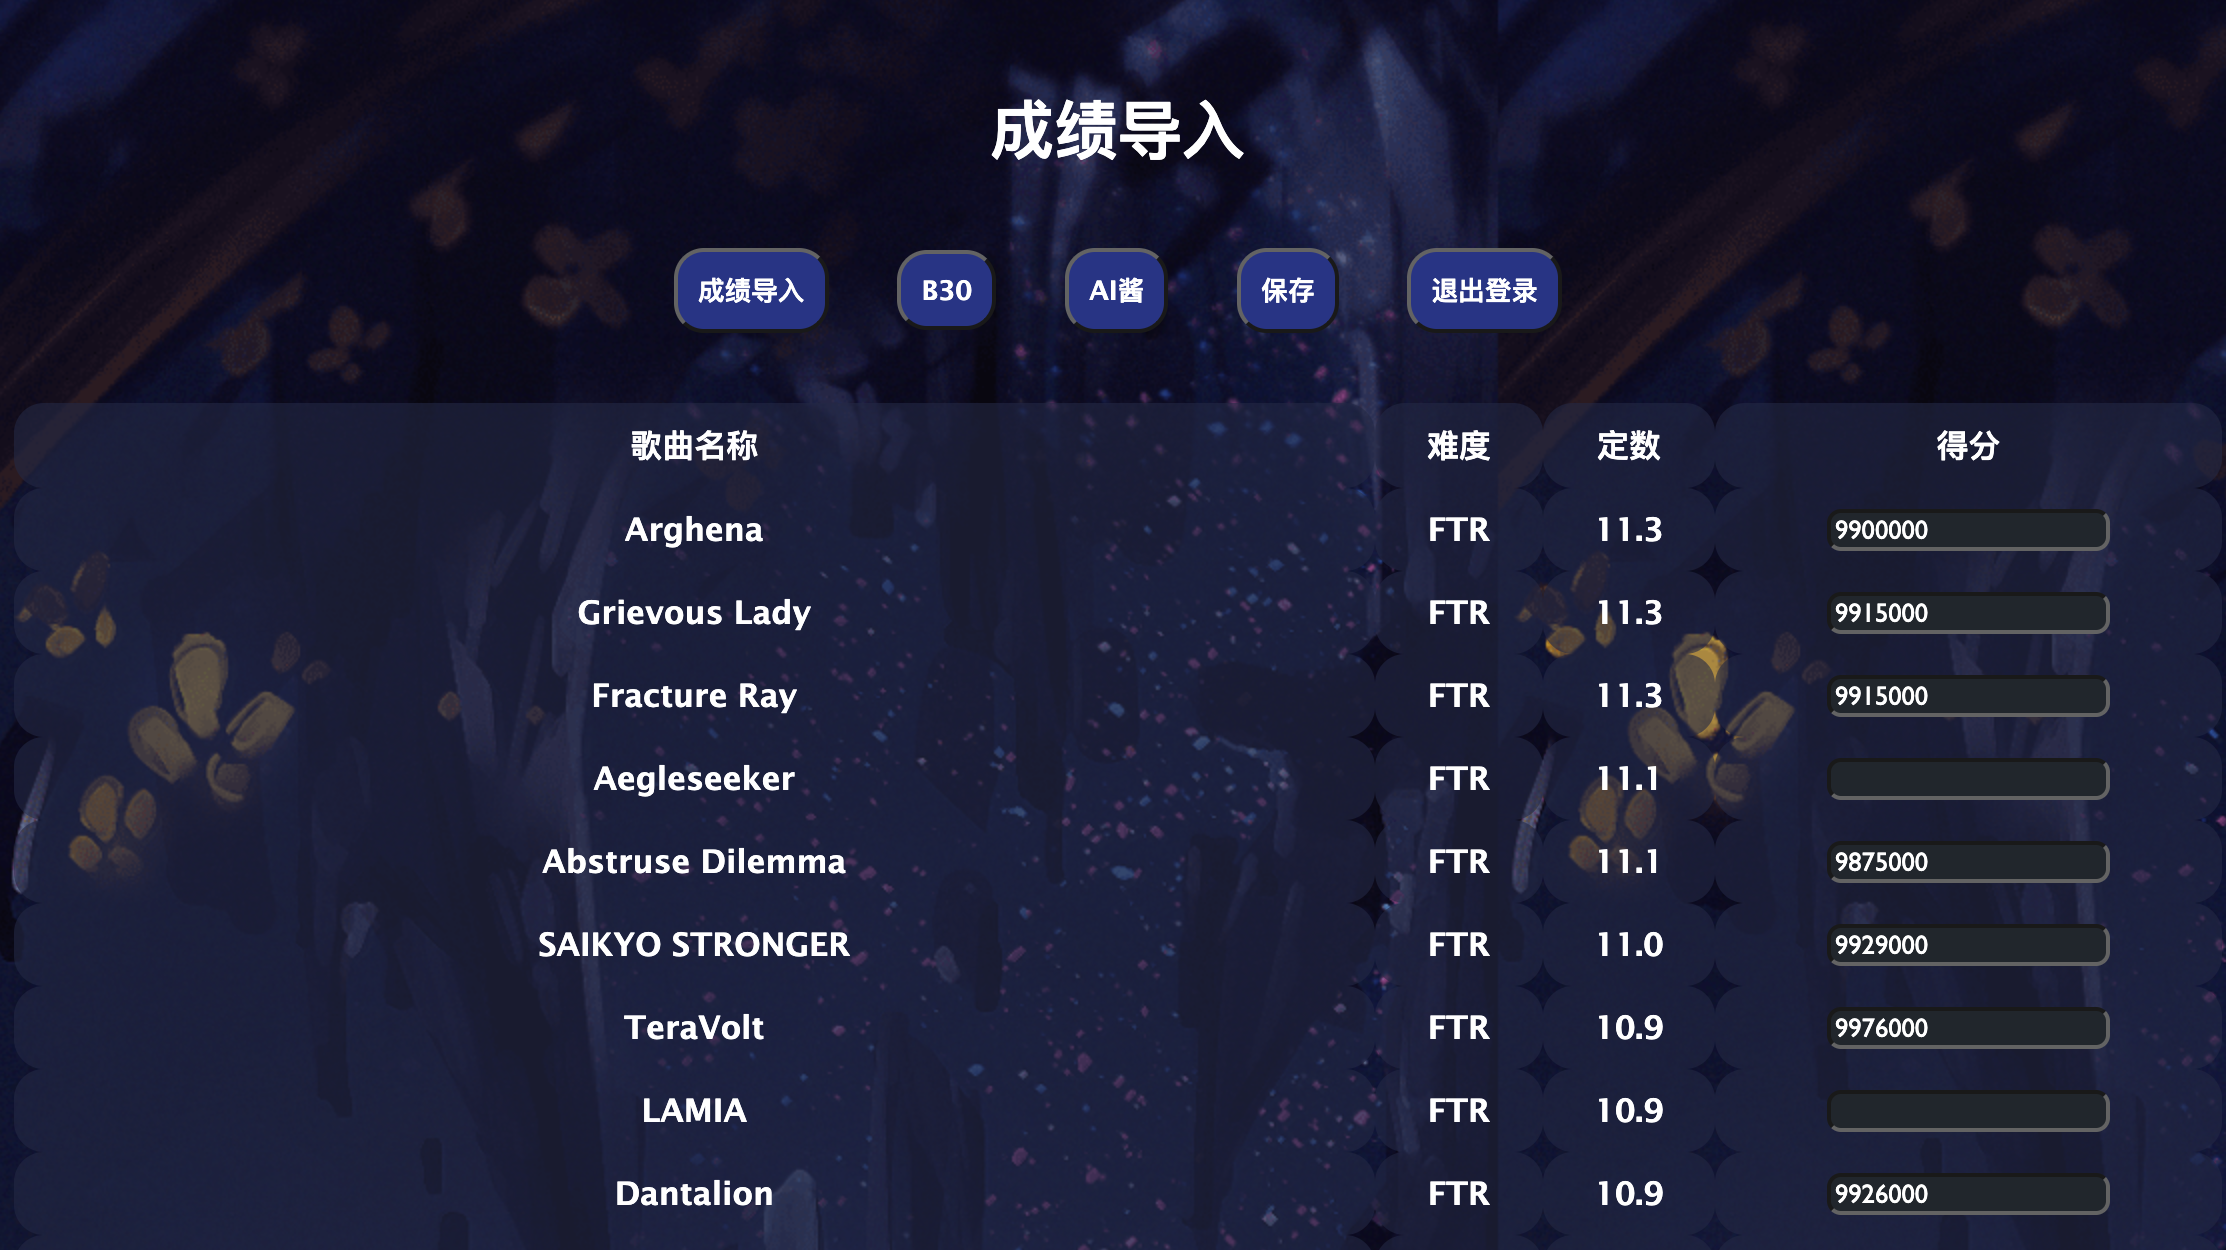 成绩导入
成绩导入 B30 AI酱 保存 退出登录
歌曲名称 难度 定数 得分
Arghena FTR 11.3 9900000
Grievous Lady FTR 11.3 9915000
Fracture Ray FTR 11.3 9915000
Aegleseeker FTR 11.1
Abstruse Dilemma FTR 11.1 9875000
SAIKYO STRONGER FTR 11.0 9929000
TeraVolt FTR 10.9 9976000
LAMIA FTR 10.9
Dantalion FTR 10.9 9926000